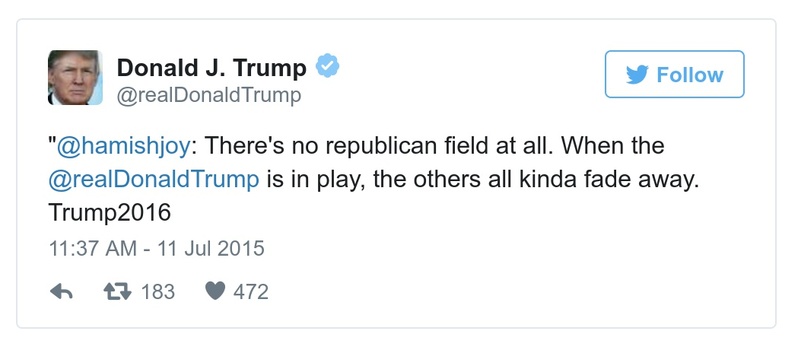 Donald J. Trump
@realDonaldTrump
Follow
"@hamishjoy: There's no republican field at all. When the
@realDonaldTrump is in play, the others all kinda fade away.
Trump2016
11:37 AM - 11 Jul 2015
183 472